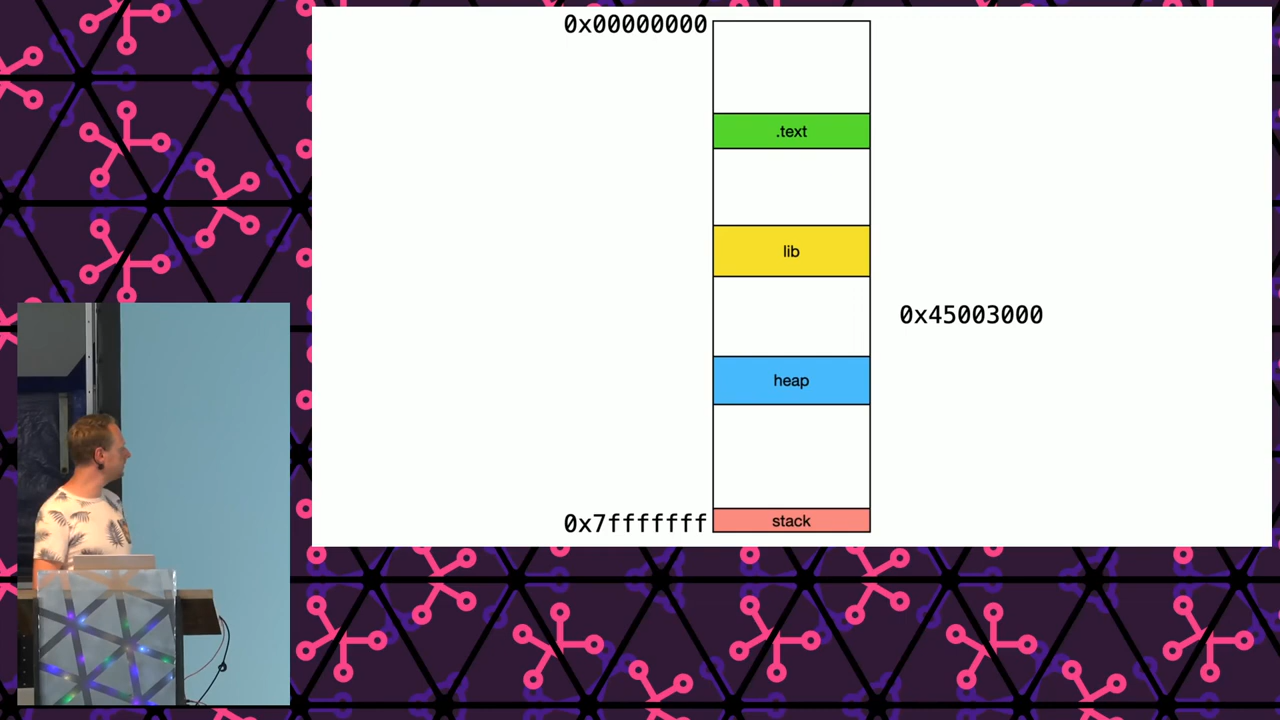 0x00000000
.text
lib
0x45003000
heap
0x7fffffff
stack